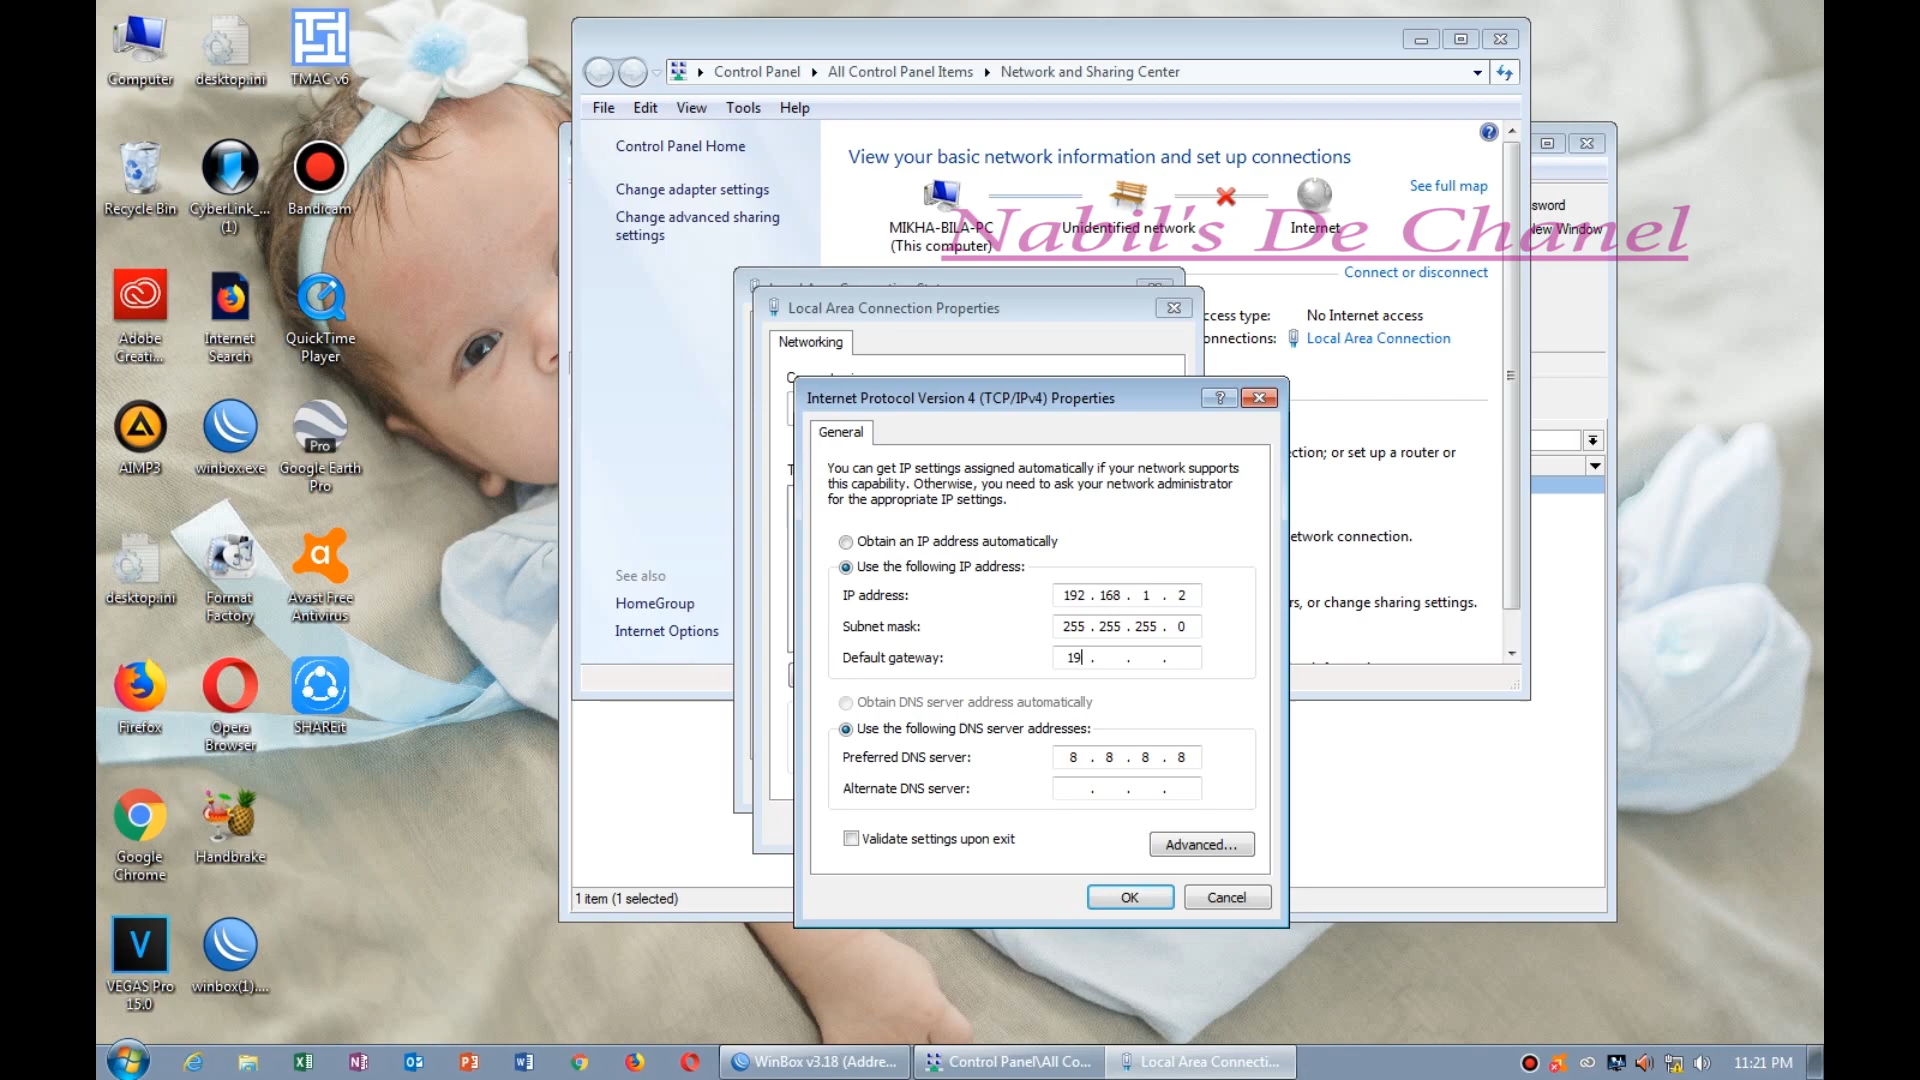 Computer
desktop.ini
TMAC v6
Recycle Bin
CyberLink_...
(1)
Bandicam
Adobe
Creati...
Internet
Search
QuickTime
Player
AIMP3
winbox.exe
Pro
Google Earth
Pro
desktop.ini
Format
Factory
Avast Free
Antivirus
Firefox
Opera
Browser
SHAREit
Google
Chrome
Handbrake
VEGAS Pro
15.0
winbox(1)....
Control Panel
All Control Panel Items
Network and Sharing Center
File Edit View Tools Help
Control Panel Home
Change adapter settings
Change advanced sharing
settings
See also
HomeGroup
Internet Options
View your basic network information and set up connections
See full map
MIKHA-BILA-PC
(This computer)
Unidentified network
Internet
Nabil's De Chanel
Connect or disconnect
ccess type: No Internet access
onnections: Local Area Connection
ction; or set up a router or
etwork connection.
rs, or change sharing settings.
sword
ew Window
Local Area Connection Properties
Networking
Internet Protocol Version 4 (TCP/IPv4) Properties
General
You can get IP settings assigned automatically if your network supports
this capability. Otherwise, you need to ask your network administrator
for the appropriate IP settings.
Obtain an IP address automatically
Use the following IP address:
IP address: 192 . 168 . 1 . 2
Subnet mask: 255 . 255 . 255 . 0
Default gateway: 19 . . .
Obtain DNS server address automatically
Use the following DNS server addresses:
Preferred DNS server: 8 . 8 . 8 . 8
Alternate DNS server: . . .
Validate settings upon exit
Advanced...
OK
Cancel
1 item (1 selected)
WinBox v3.18 (Addre...
Control Panel\All Co...
Local Area Connecti...
11:21 PM